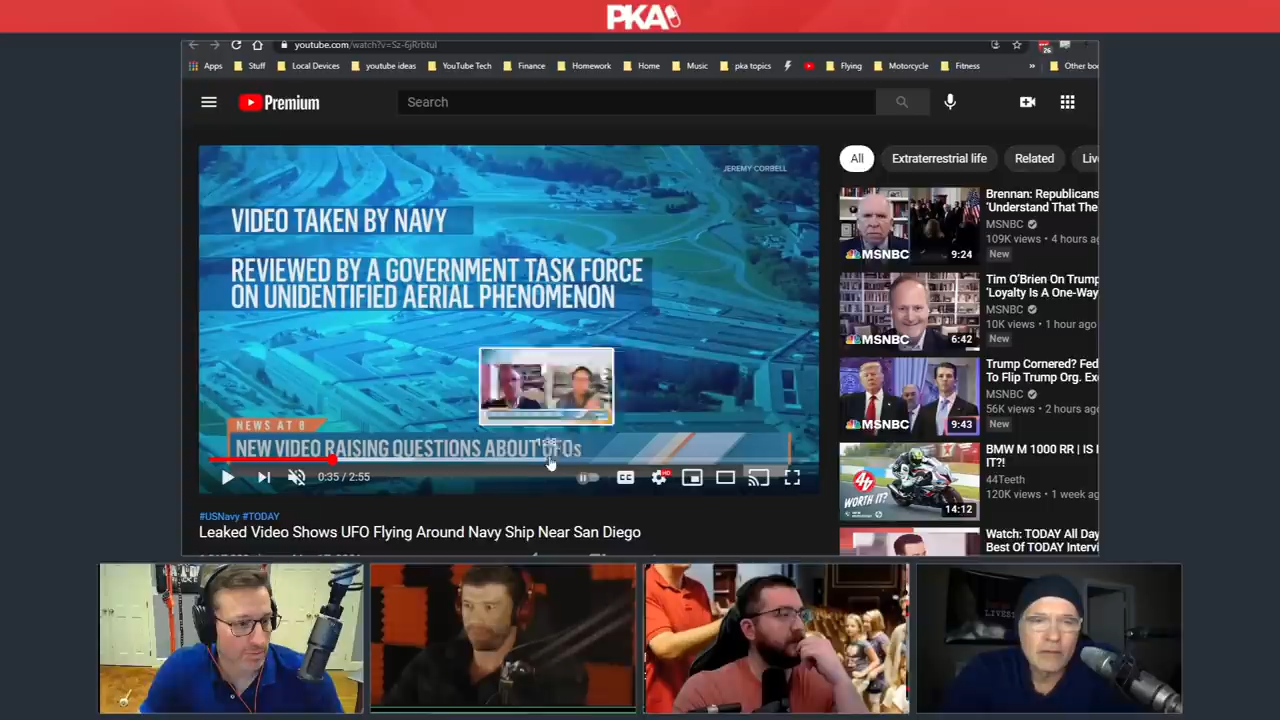 PKA
youtube.com/watch?v=Sz-6jRrbtuI
26
Apps Stuff Local Devices youtube ideas YouTube Tech Finance Homework Home Music pka topics Flying Motorcycle Fitness » Other boo
Premium
Search
All Extraterrestrial life Related Live
JEREMY CORBELL
VIDEO TAKEN BY NAVY
REVIEWED BY A GOVERNMENT TASK FORCE
ON UNIDENTIFIED AERIAL PHENOMENON
NEWS AT 8
NEW VIDEO RAISING QUESTIONS ABOUT UFOs
0:35 / 2:55
CC
HD
#USNavy #TODAY
Leaked Video Shows UFO Flying Around Navy Ship Near San Diego
MSNBC
9:24
Brennan: Republicans
'Understand That The
MSNBC
109K views • 4 hours ag
New
MSNBC
6:42
Tim O'Brien On Trump
'Loyalty Is A One-Way
MSNBC
10K views • 1 hour ago
New
MSNBC
9:43
Trump Cornered? Fed
To Flip Trump Org. Ex
MSNBC
56K views • 2 hours ag
New
WORTH IT?
14:12
BMW M 1000 RR | IS I
IT?!
44Teeth
120K views • 1 week ag
Watch: TODAY All Day
Best Of TODAY Intervi